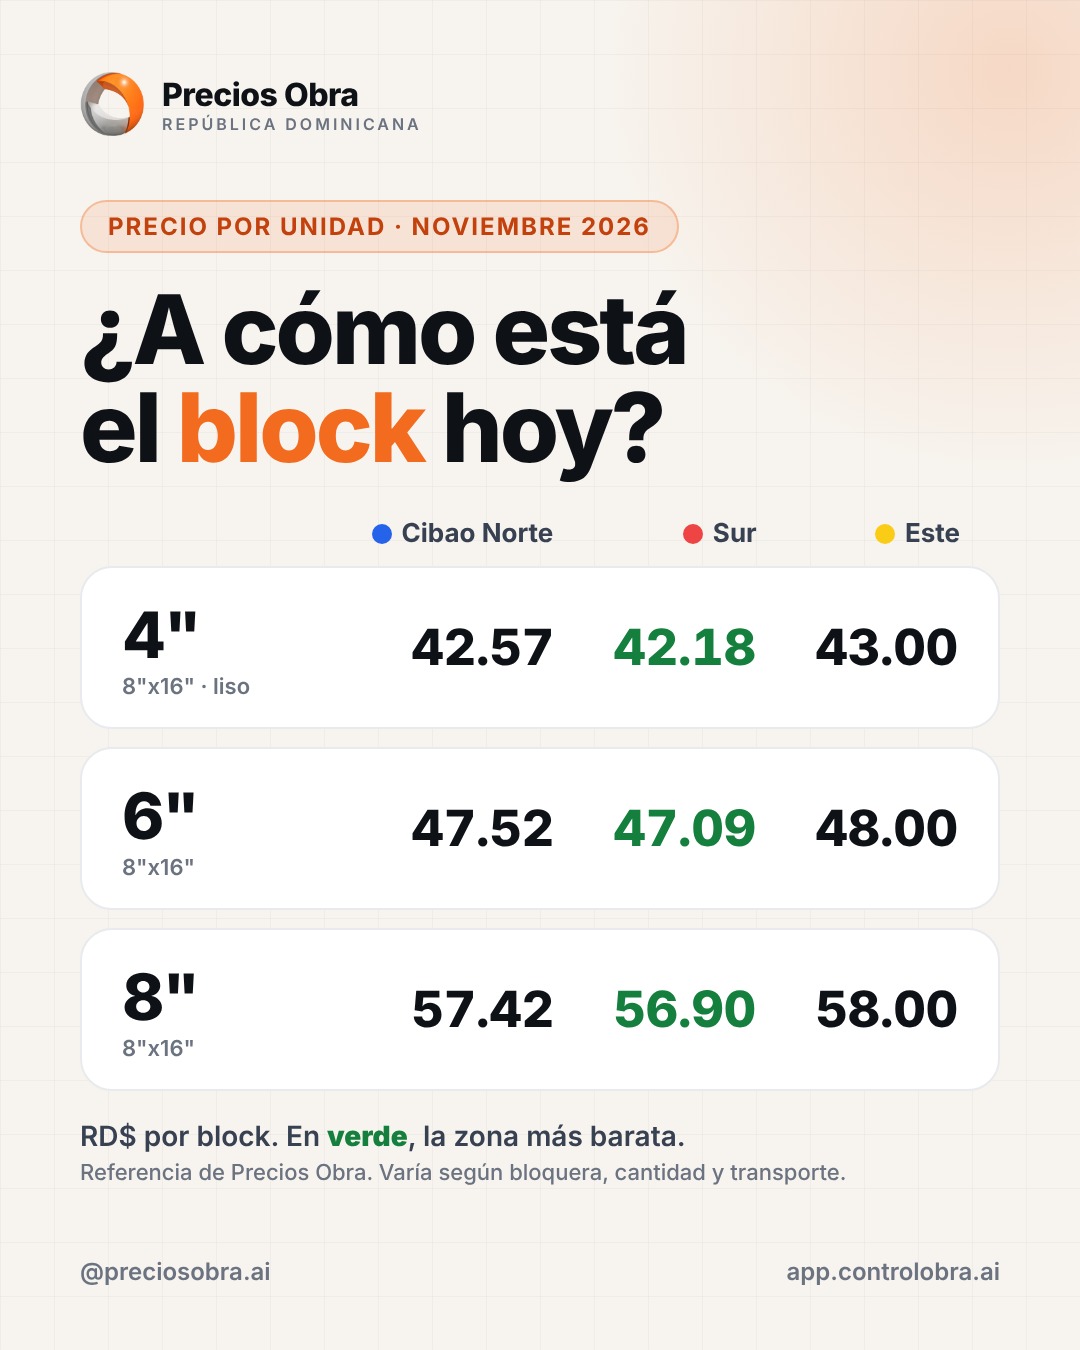 Precios Obra
REPÚBLICA DOMINICANA
PRECIO POR UNIDAD · NOVIEMBRE 2026
¿A cómo está
el block hoy?
Cibao Norte Sur Este
4" 42.57 42.18 43.00
8"x16" · liso
6" 47.52 47.09 48.00
8"x16"
8" 57.42 56.90 58.00
8"x16"
RD$ por block. En verde, la zona más barata.
Referencia de Precios Obra. Varía según bloquera, cantidad y transporte.
@preciosobra.ai app.controlobra.ai